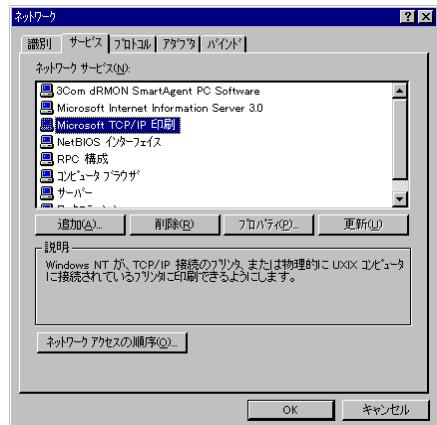 ネットワーク
識別 サービス プロトコル アダプタ バインド
ネットワーク サービス(N):
3Com dRMON SmartAgent PC Software
Microsoft Internet Information Server 3.0
Microsoft TCP/IP 印刷
NetBIOS インターフェイス
RPC 構成
コンピュータ ブラウザ
サーバー
追加(A)... 削除(R) プロパティ(P)... 更新(U)
説明
Windows NT が、TCP/IP 接続のプリンタ、または物理的に UXIX コンピュータ
に接続されているプリンタに印刷できるようにします。
ネットワーク アクセスの順序(O)...
OK キャンセル